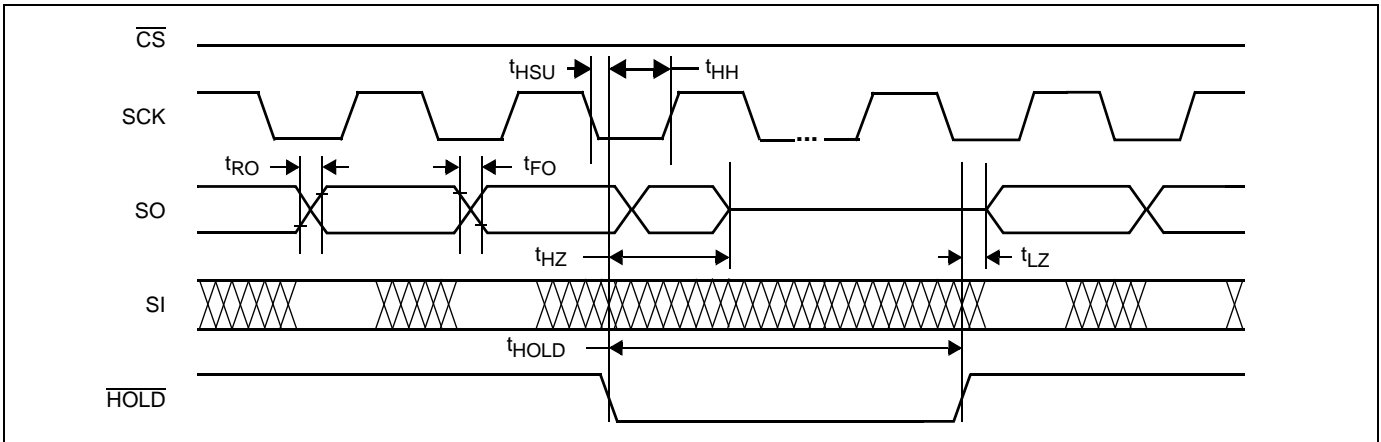 CS
tHSU
tHH
SCK
...
tRO
tFO
SO
tHZ
tLZ
SI
tHOLD
HOLD